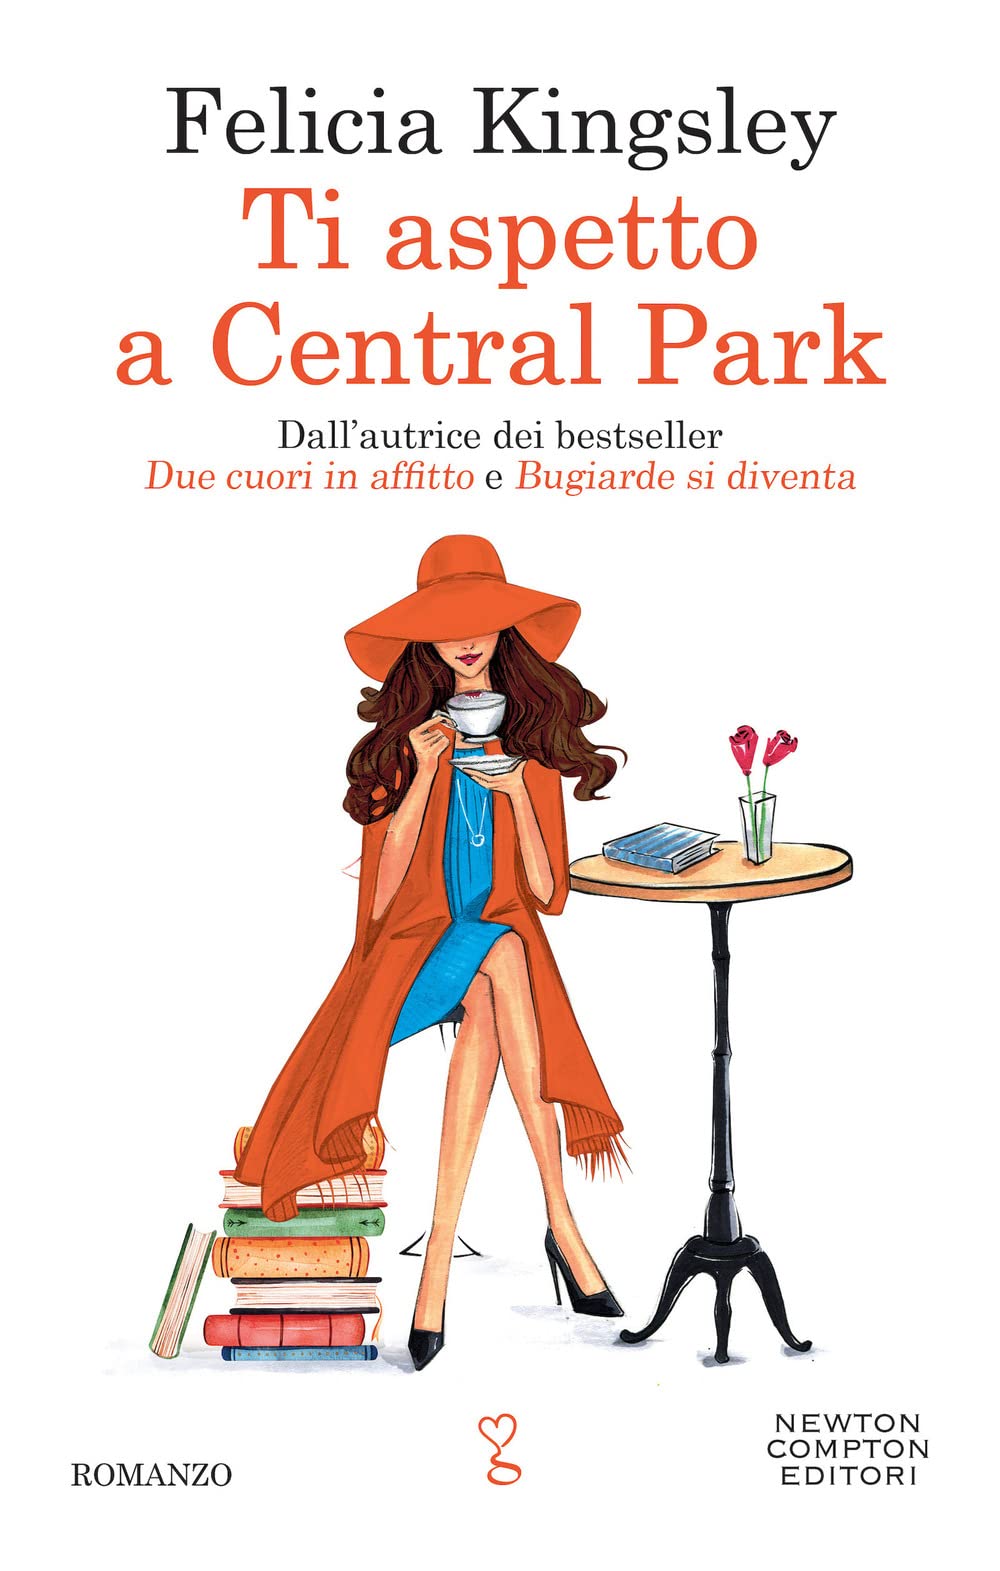 Felicia Kingsley
Ti aspetto
a Central Park
Dall’autrice dei bestseller
Due cuori in affitto e Bugiarde si diventa
ROMANZO
NEWTON
COMPTON
EDITORI